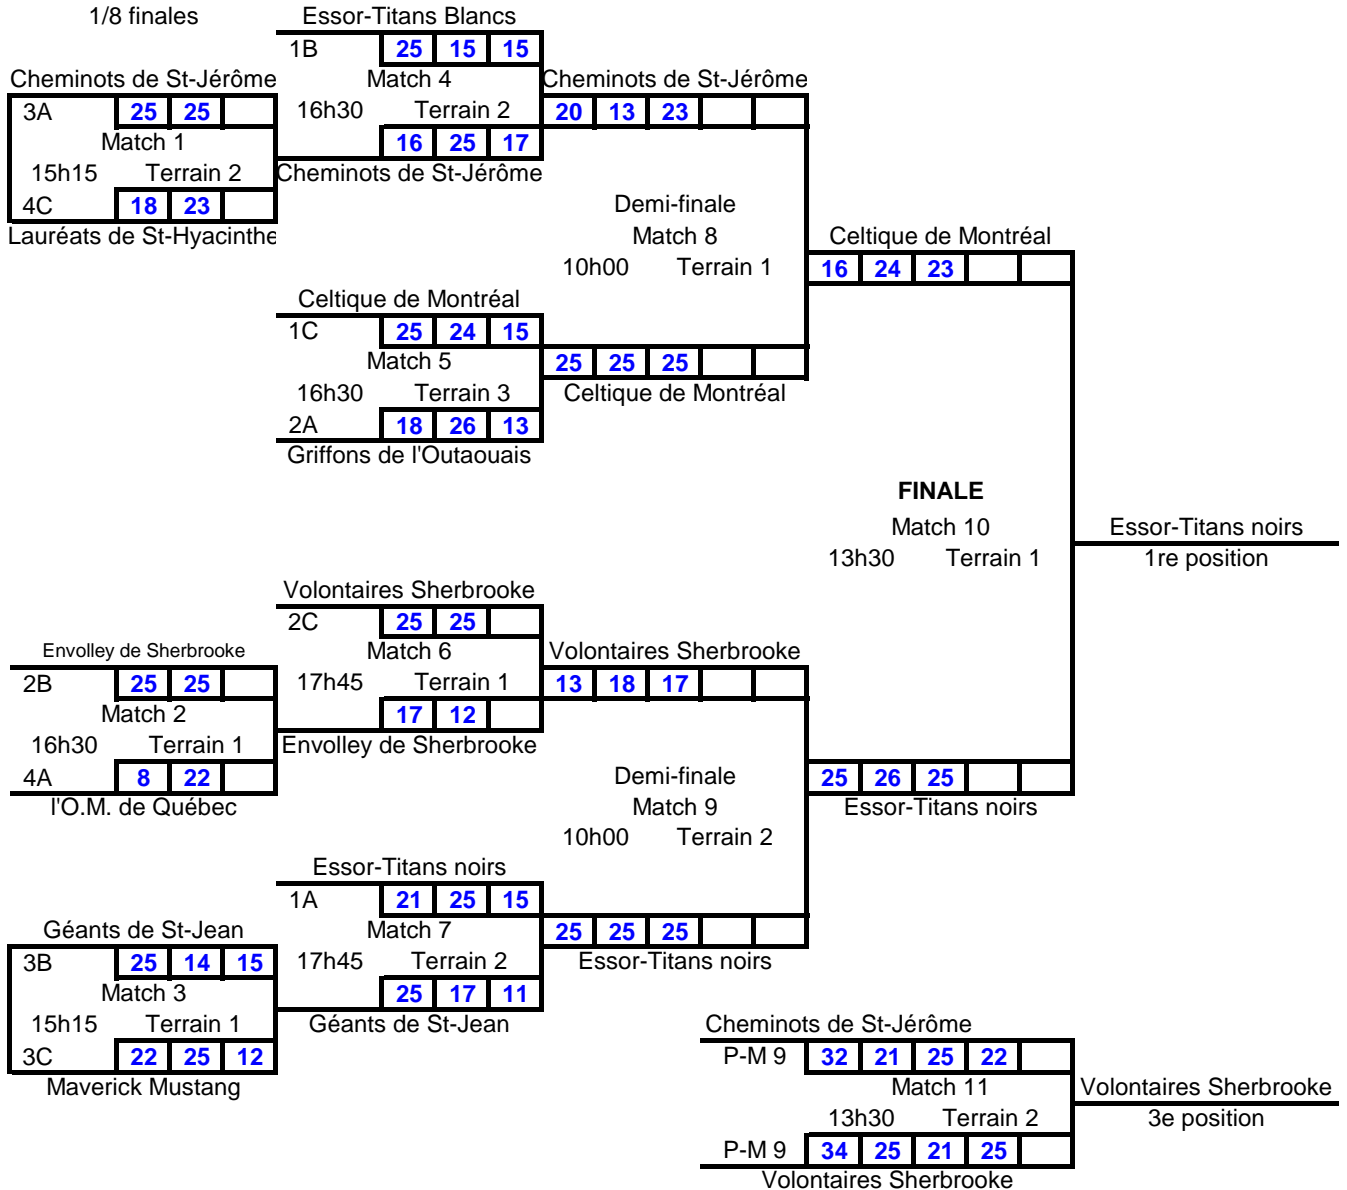 1/8 finales
Essor-Titans Blancs
1B 25 15 15
Cheminots de St-Jérôme
Match 4
Cheminots de St-Jérôme
3A 25 25
16h30 Terrain 2
20 13 23
Match 1
16 25 17
15h15 Terrain 2
Cheminots de St-Jérôme
4C 18 23
Demi-finale
Lauréats de St-Hyacinthe
Match 8
Celtique de Montréal
10h00 Terrain 1
16 24 23
Celtique de Montréal
1C 25 24 15
Match 5
25 25 25
16h30 Terrain 3
Celtique de Montréal
2A 18 26 13
Griffons de l'Outaouais
FINALE
Match 10
Essor-Titans noirs
13h30 Terrain 1
1re position
Volontaires Sherbrooke
2C 25 25
Envolley de Sherbrooke
Match 6
Volontaires Sherbrooke
2B 25 25
17h45 Terrain 1
13 18 17
Match 2
17 12
16h30 Terrain 1
Envolley de Sherbrooke
4A 8 22
Demi-finale
25 26 25
l'O.M. de Québec
Match 9
Essor-Titans noirs
10h00 Terrain 2
Essor-Titans noirs
1A 21 25 15
Géants de St-Jean
Match 7
25 25 25
3B 25 14 15
17h45 Terrain 2
Essor-Titans noirs
Match 3
25 17 11
15h15 Terrain 1
Géants de St-Jean
Cheminots de St-Jérôme
3C 22 25 12
P-M 9 32 21 25 22
Maverick Mustang
Match 11
Volontaires Sherbrooke
13h30 Terrain 2
3e position
P-M 9 34 25 21 25
Volontaires Sherbrooke